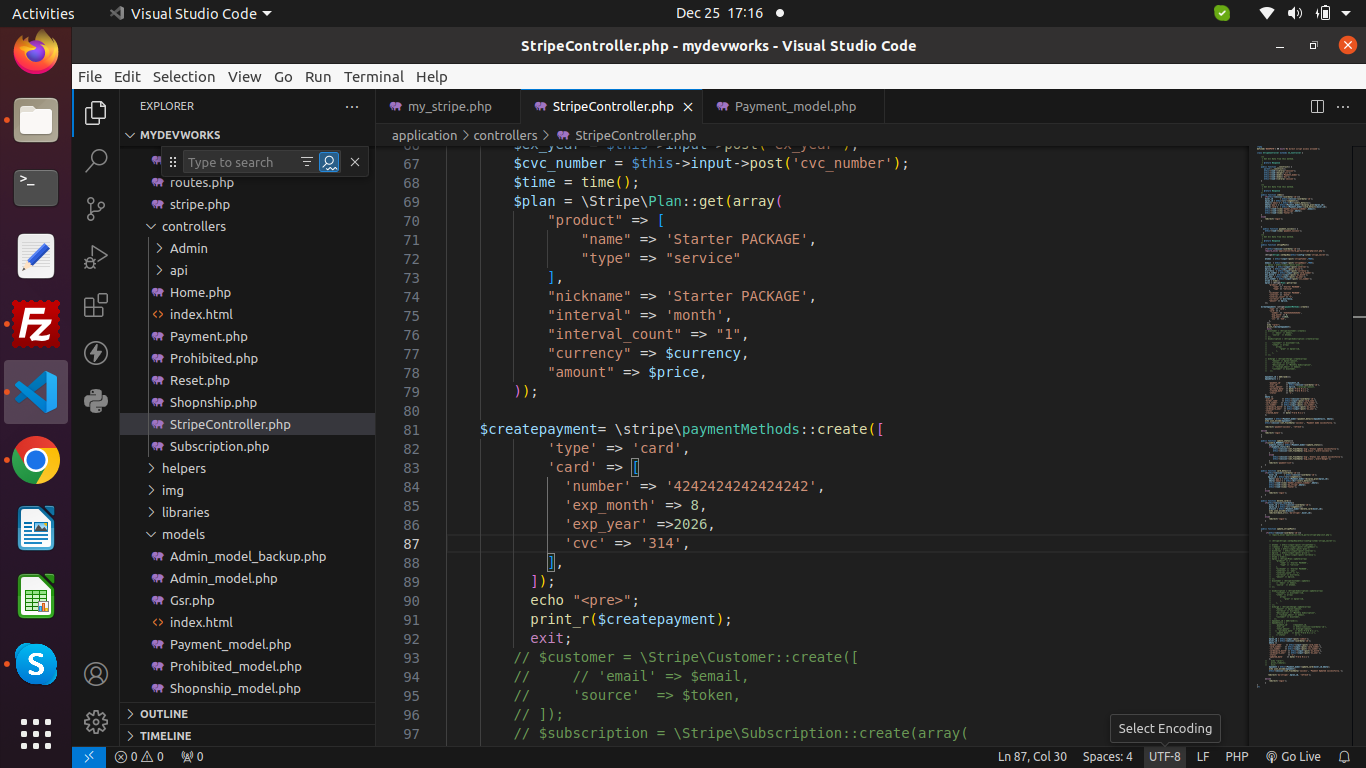 Activities
Visual Studio Code
Dec 25 17:16
StripeController.php - mydevworks - Visual Studio Code
File Edit Selection View Go Run Terminal Help
EXPLORER
MYDEVWORKS
Type to search
routes.php
stripe.php
controllers
Admin
api
Home.php
index.html
Payment.php
Prohibited.php
Reset.php
Shopnship.php
StripeController.php
Subscription.php
helpers
img
libraries
models
Admin_model_backup.php
Admin_model.php
Gsr.php
index.html
Payment_model.php
Prohibited_model.php
Shopnship_model.php
OUTLINE
TIMELINE
my_stripe.php StripeController.php Payment_model.php
application > controllers > StripeController.php
66 $ex_year = $this->input->post('ex_year');
67 $cvc_number = $this->input->post('cvc_number');
68 $time = time();
69 $plan = \Stripe\Plan::get(array(
70 "product" => [
71 "name" => 'Starter PACKAGE',
72 "type" => "service"
73 ],
74 "nickname" => 'Starter PACKAGE',
75 "interval" => 'month',
76 "interval_count" => "1",
77 "currency" => $currency,
78 "amount" => $price,
79 ));
80
81 $createpayment= \stripe\paymentMethods::create([
82 'type' => 'card',
83 'card' => [
84 'number' => '4242424242424242',
85 'exp_month' => 8,
86 'exp_year' =>2026,
87 'cvc' => '314',
88 ],
89 ]);
90 echo "<pre>";
91 print_r($createpayment);
92 exit;
93 // $customer = \Stripe\Customer::create([
94 // // 'email' => $email,
95 // 'source' => $token,
96 // ]);
97 // $subscription = \Stripe\Subscription::create(array(
Select Encoding
0 0 0 Ln 87, Col 30 Spaces: 4 UTF-8 LF PHP Go Live